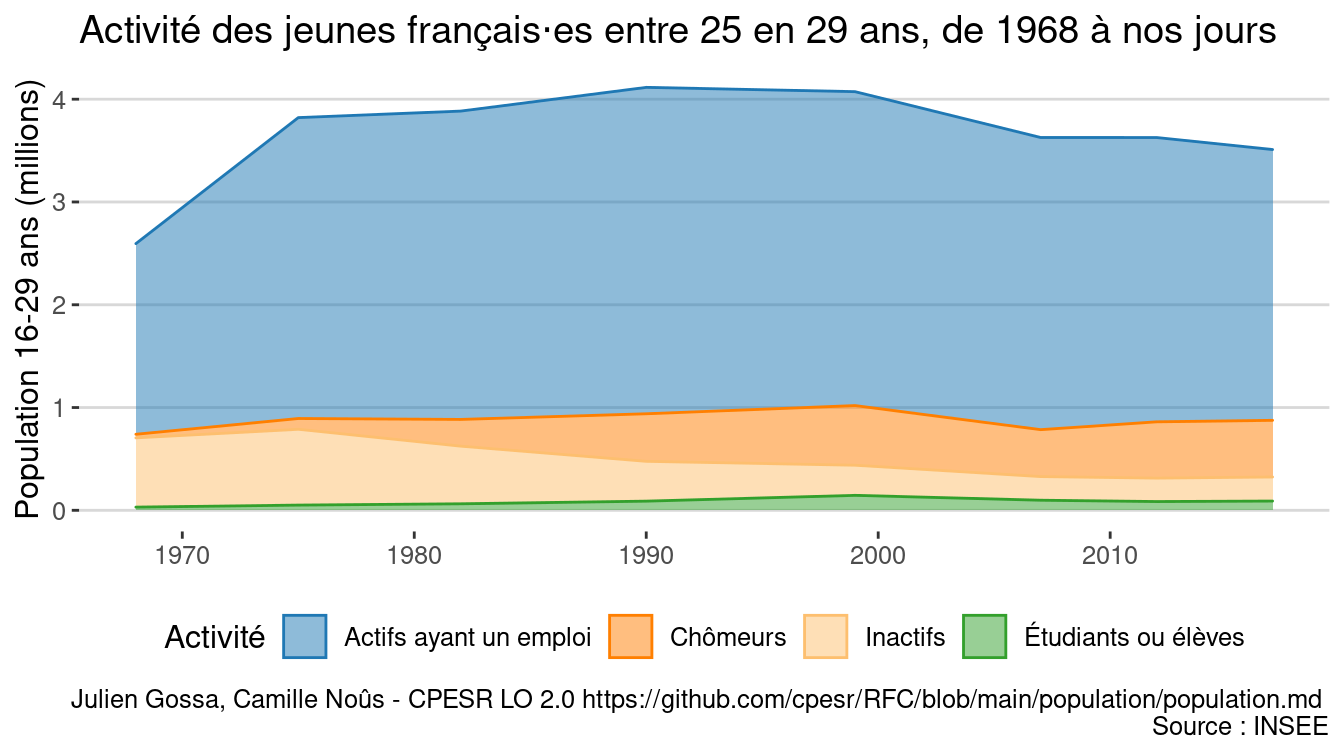 Activité des jeunes français·es entre 25 en 29 ans, de 1968 à nos jours
Population 16-29 ans (millions)
4
3
2
1
0
1970 1980 1990 2000 2010
Activité Actifs ayant un emploi Chômeurs Inactifs Étudiants ou élèves
Julien Gossa, Camille Noûs - CPESR LO 2.0 https://github.com/cpesr/RFC/blob/main/population/population.md
Source : INSEE